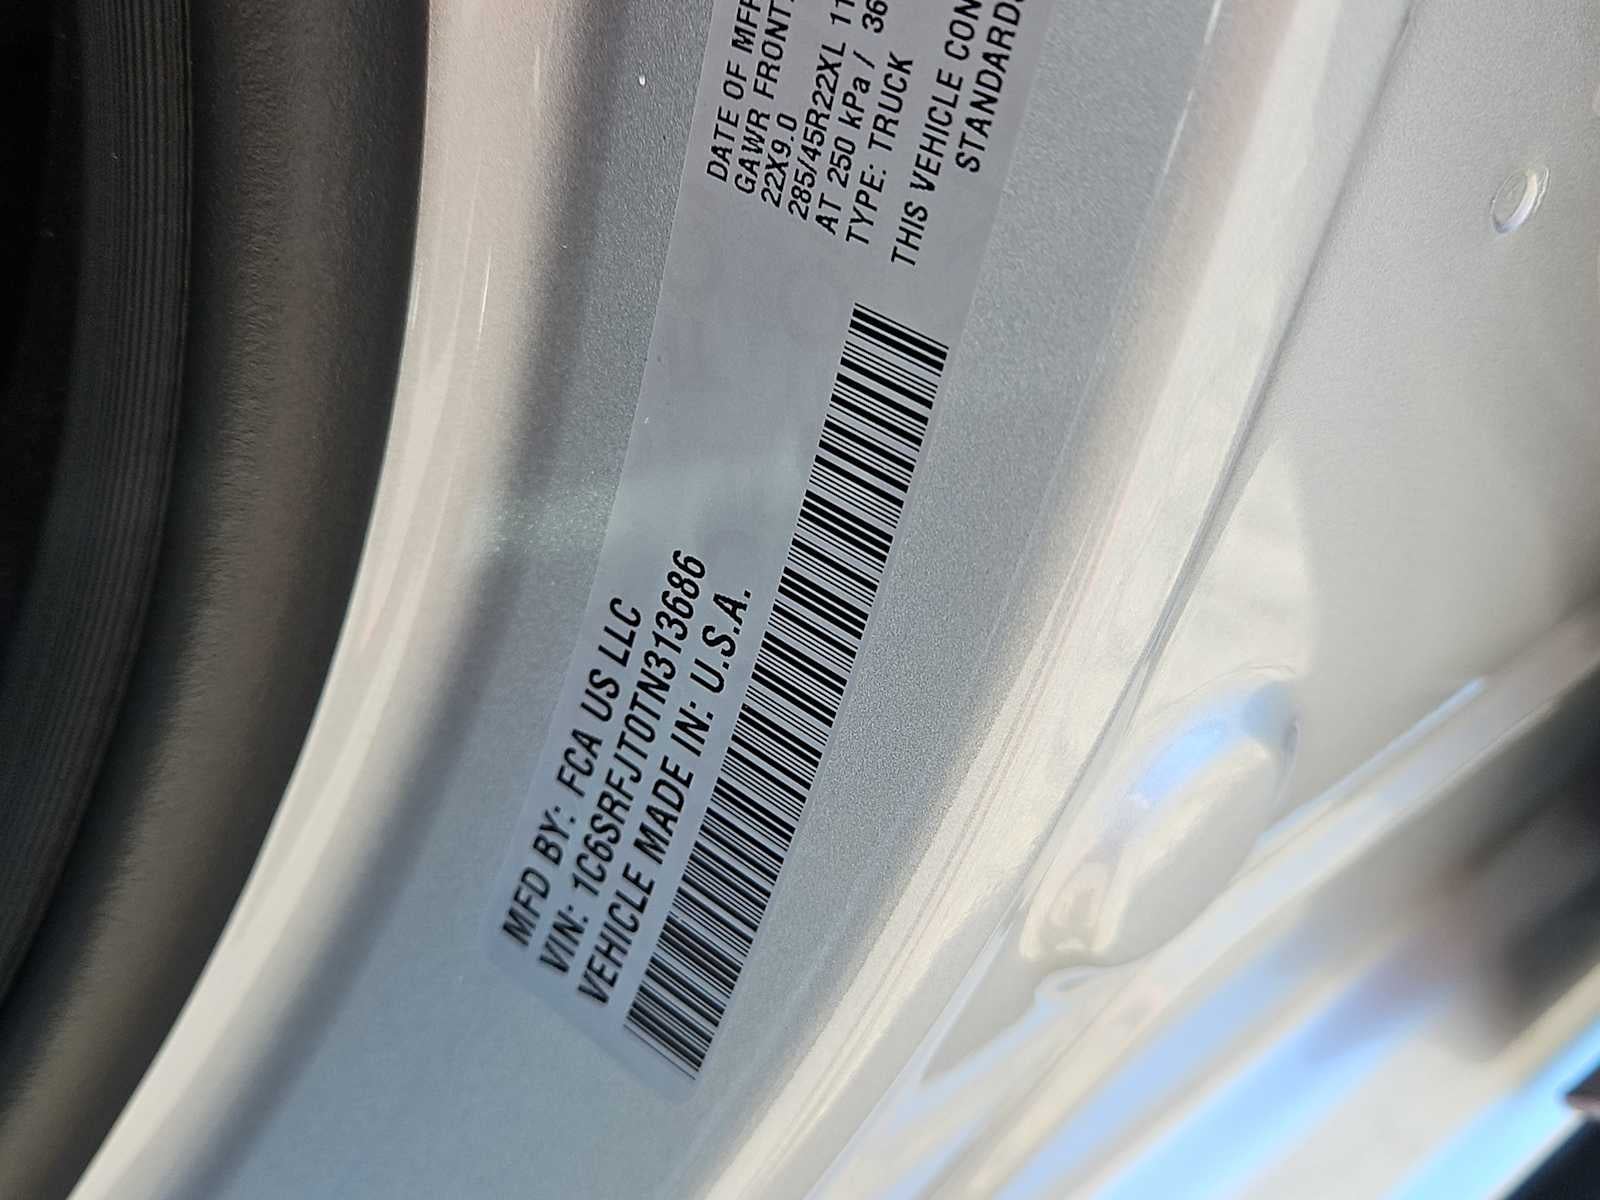 MFD BY: FCA US LLC
VIN: 1C6SRFJT0TN313686
VEHICLE MADE IN: U.S.A.
DATE OF MFR
GAWR FRONT
22X9.0
285/45R22XL 11
AT 250 kPa / 36
TYPE: TRUCK
THIS VEHICLE CON
STANDARD